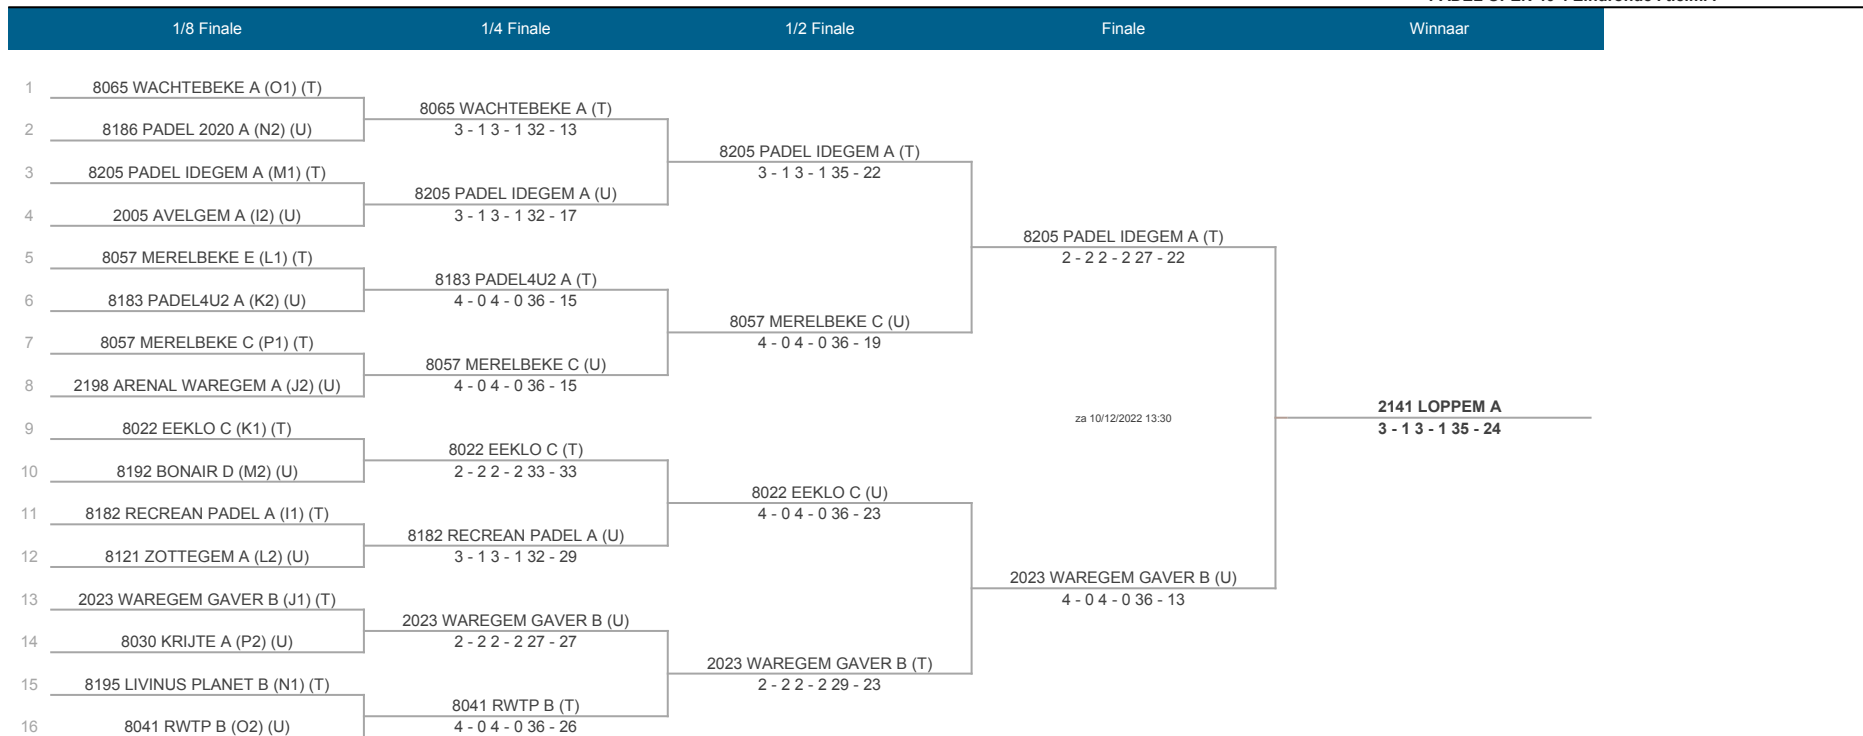 1/8 Finale 1/4 Finale 1/2 Finale Finale Winnaar
1 8065 WACHTEBEKE A (O1) (T)
8065 WACHTEBEKE A (T)
2 8186 PADEL 2020 A (N2) (U)
3 - 1 3 - 1 32 - 13
8205 PADEL IDEGEM A (T)
3 8205 PADEL IDEGEM A (M1) (T)
3 - 1 3 - 1 35 - 22
8205 PADEL IDEGEM A (U)
4 2005 AVELGEM A (I2) (U)
3 - 1 3 - 1 32 - 17
8205 PADEL IDEGEM A (T)
5 8057 MERELBEKE E (L1) (T)
2 - 2 2 - 2 27 - 22
8183 PADEL4U2 A (T)
6 8183 PADEL4U2 A (K2) (U)
4 - 0 4 - 0 36 - 15
8057 MERELBEKE C (U)
7 8057 MERELBEKE C (P1) (T)
4 - 0 4 - 0 36 - 19
8057 MERELBEKE C (U)
8 2198 ARENAL WAREGEM A (J2) (U)
4 - 0 4 - 0 36 - 15
2141 LOPPEM A
za 10/12/2022 13:30
9 8022 EEKLO C (K1) (T)
3 - 1 3 - 1 35 - 24
8022 EEKLO C (T)
10 8192 BONAIR D (M2) (U)
2 - 2 2 - 2 33 - 33
8022 EEKLO C (U)
11 8182 RECREAN PADEL A (I1) (T)
4 - 0 4 - 0 36 - 23
8182 RECREAN PADEL A (U)
12 8121 ZOTTEGEM A (L2) (U)
3 - 1 3 - 1 32 - 29
2023 WAREGEM GAVER B (U)
13 2023 WAREGEM GAVER B (J1) (T)
4 - 0 4 - 0 36 - 13
2023 WAREGEM GAVER B (U)
14 8030 KRIJTE A (P2) (U)
2 - 2 2 - 2 27 - 27
2023 WAREGEM GAVER B (T)
15 8195 LIVINUS PLANET B (N1) (T)
2 - 2 2 - 2 29 - 23
8041 RWTP B (T)
16 8041 RWTP B (O2) (U)
4 - 0 4 - 0 36 - 26